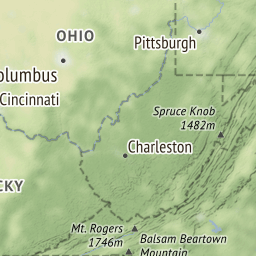 OHIO
Pittsburgh
olumbus
Cincinnati
Spruce Knob
1482m
Charleston
CKY
Mt. Rogers
1746m
Balsam Beartown
Mountain